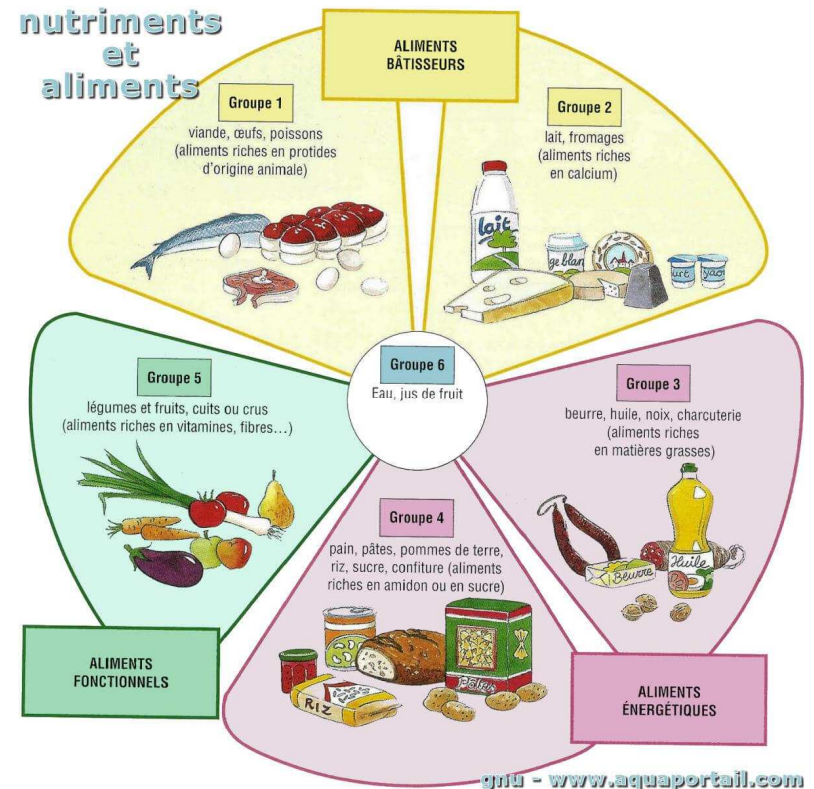 nutriments
et
aliments
ALIMENTS
BÂTISSEURS
Groupe 1
viande, œufs, poissons
(aliments riches en protides
d'origine animale)
Groupe 2
lait, fromages
(aliments riches
en calcium)
lait
ge blan
urt
yaou
Groupe 6
Eau, jus de fruit
Groupe 5
légumes et fruits, cuits ou crus
(aliments riches en vitamines, fibres...)
Groupe 3
beurre, huile, noix, charcuterie
(aliments riches
en matières grasses)
Huile
Beurre
Groupe 4
pain, pâtes, pommes de terre,
riz, sucre, confiture (aliments
riches en amidon ou en sucre)
Pâtes
RIZ
ALIMENTS
FONCTIONNELS
ALIMENTS
ÉNERGÉTIQUES
gnu - www.aquaportail.com